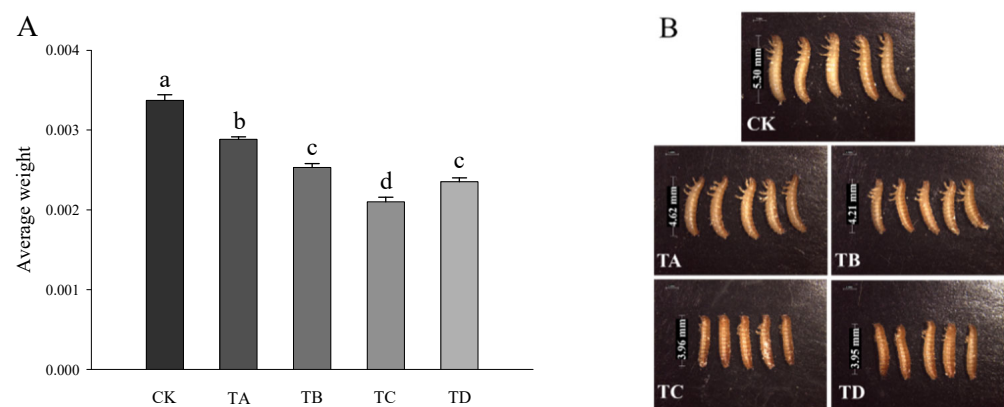 A
0.004
0.003
0.002
0.001
0.000
Average weight
a
b
c
d
c
CK
TA
TB
TC
TD
B
5.30 mm
CK
4.62 mm
TA
4.21 mm
TB
3.96 mm
TC
3.95 mm
TD